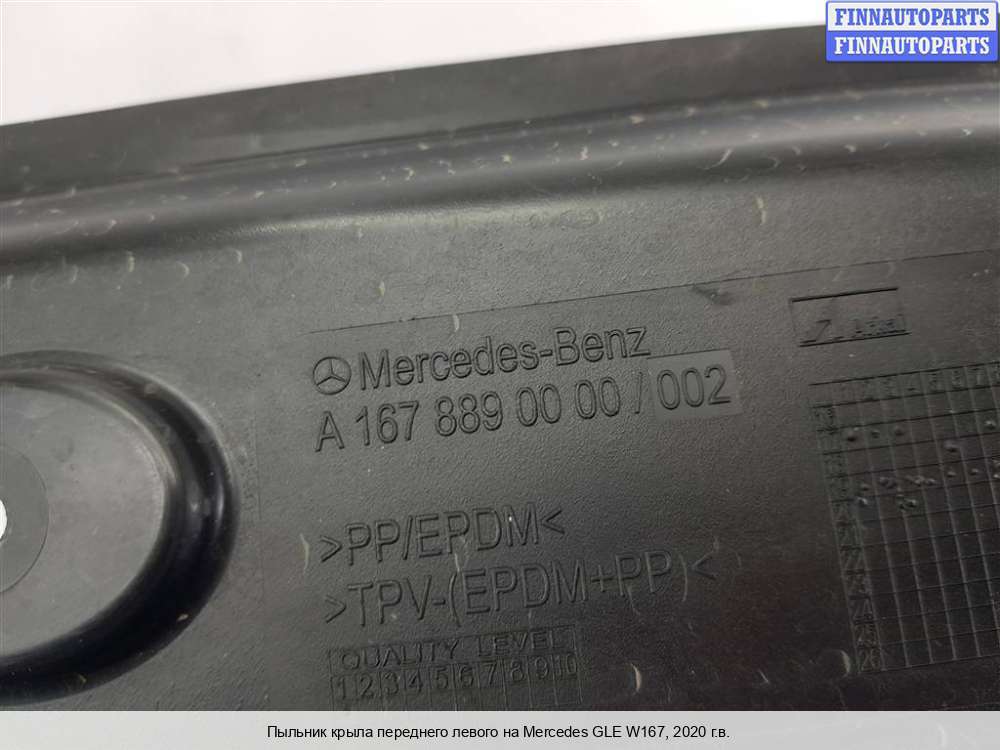 FINNAUTOPARTS
FINNAUTOPARTS
Mercedes-Benz
A 167 889 00 00 / 002
>PP/EPDM<
>TPV-(EPDM+PP)<
QUALITY LEVEL
1 2 3 4 5 6 7 8 9 10
Пыльник крыла переднего левого на Mercedes GLE W167, 2020 г.в.